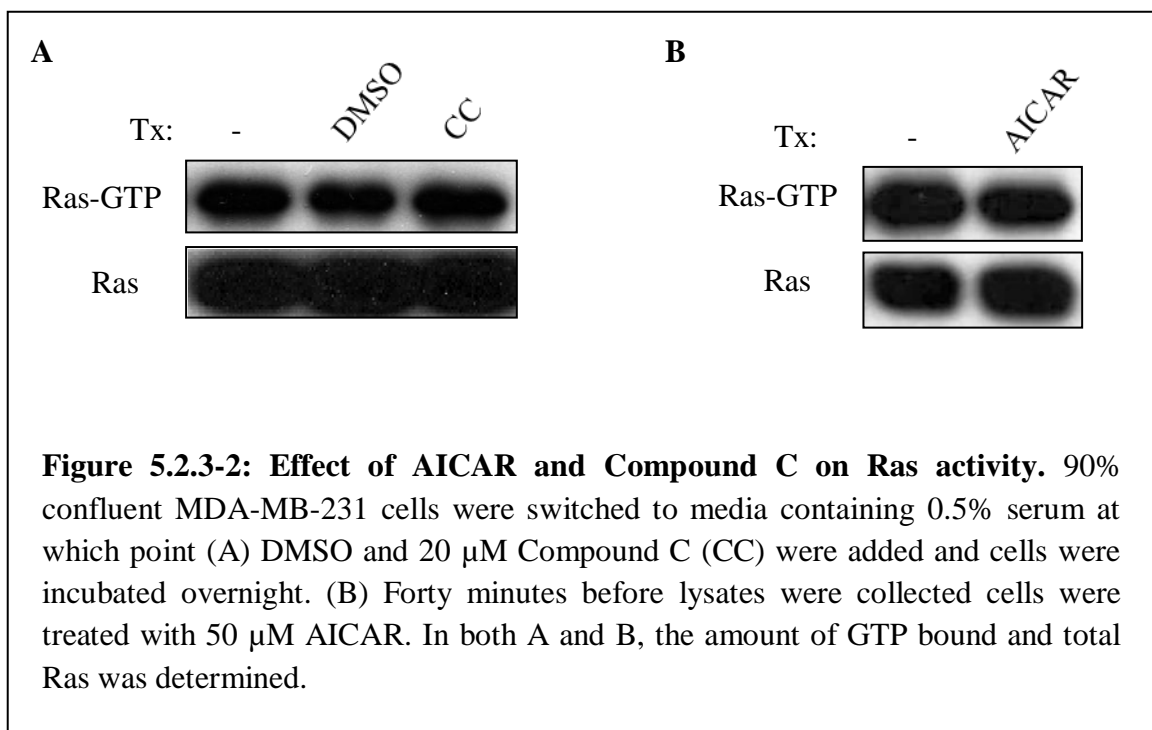 A
B
Tx: - DMSO CC
Tx: - AICAR
Ras-GTP
Ras-GTP
Ras
Ras
Figure 5.2.3-2: Effect of AICAR and Compound C on Ras activity. 90%
confluent MDA-MB-231 cells were switched to media containing 0.5% serum at
which point (A) DMSO and 20 µM Compound C (CC) were added and cells were
incubated overnight. (B) Forty minutes before lysates were collected cells were
treated with 50 µM AICAR. In both A and B, the amount of GTP bound and total
Ras was determined.